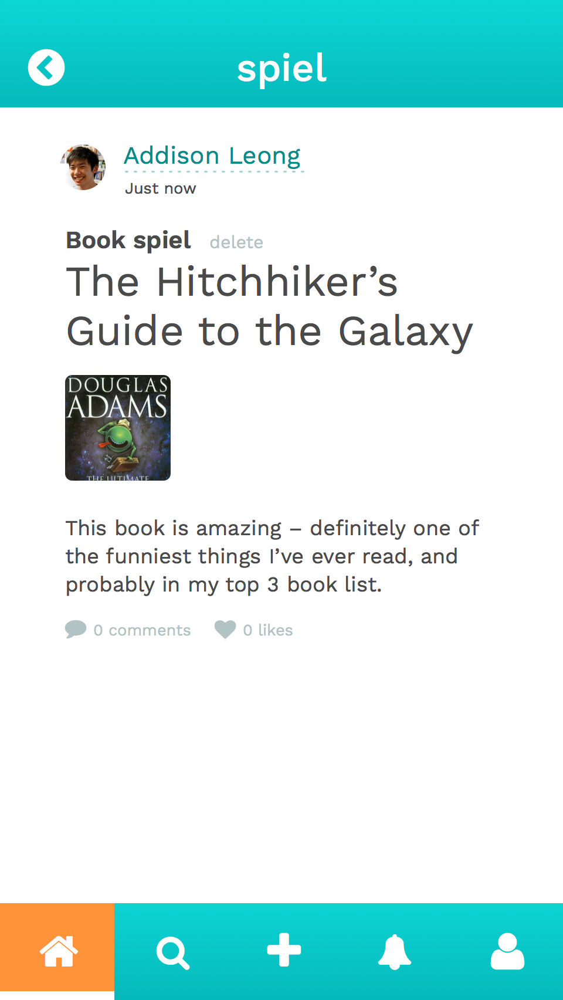 spiel
Addison Leong
Just now
Book spiel delete
The Hitchhiker’s
Guide to the Galaxy
DOUGLAS
ADAMS
THE ULTIMATE
This book is amazing – definitely one of
the funniest things I’ve ever read, and
probably in my top 3 book list.
0 comments 0 likes